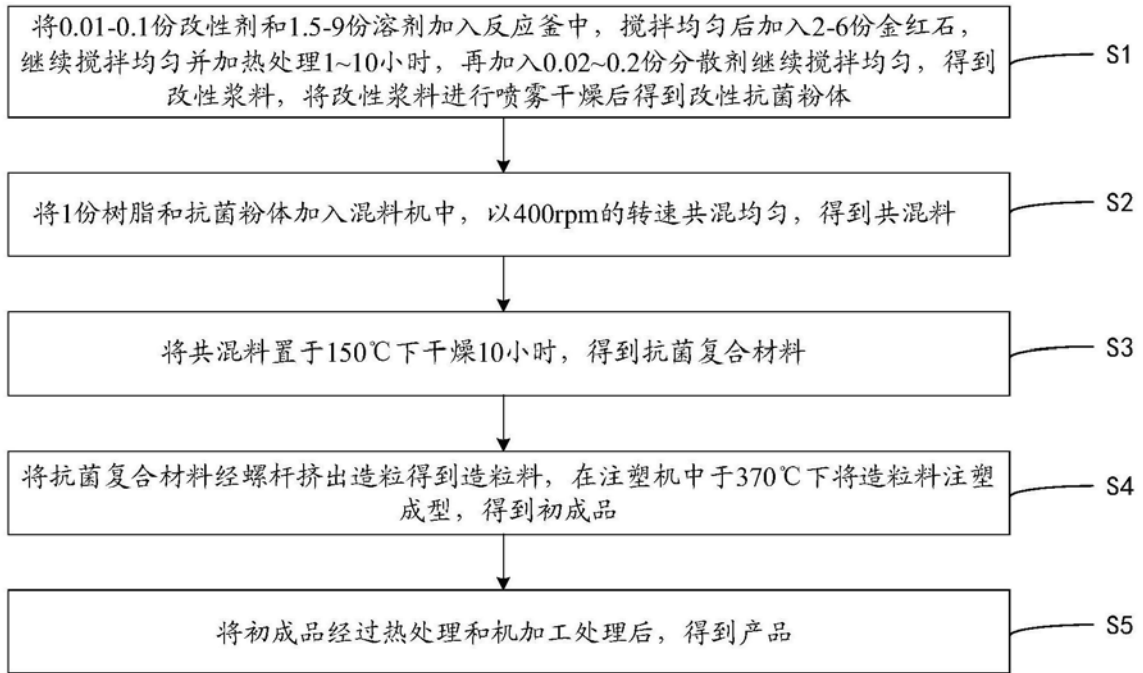 将0.01-0.1份改性剂和1.5-9份溶剂加入反应釜中，搅拌均匀后加入2-6份金红石，
继续搅拌均匀并加热处理1~10小时，再加入0.02~0.2份分散剂继续搅拌均匀，得到
改性浆料，将改性浆料进行喷雾干燥后得到改性抗菌粉体
S1
将1份树脂和抗菌粉体加入混料机中，以400rpm的转速共混均匀，得到共混料
S2
将共混料置于150℃下干燥10小时，得到抗菌复合材料
S3
将抗菌复合材料经螺杆挤出造粒得到造粒料，在注塑机中于370℃下将造粒料注塑
成型，得到初成品
S4
将初成品经过热处理和机加工处理后，得到产品
S5